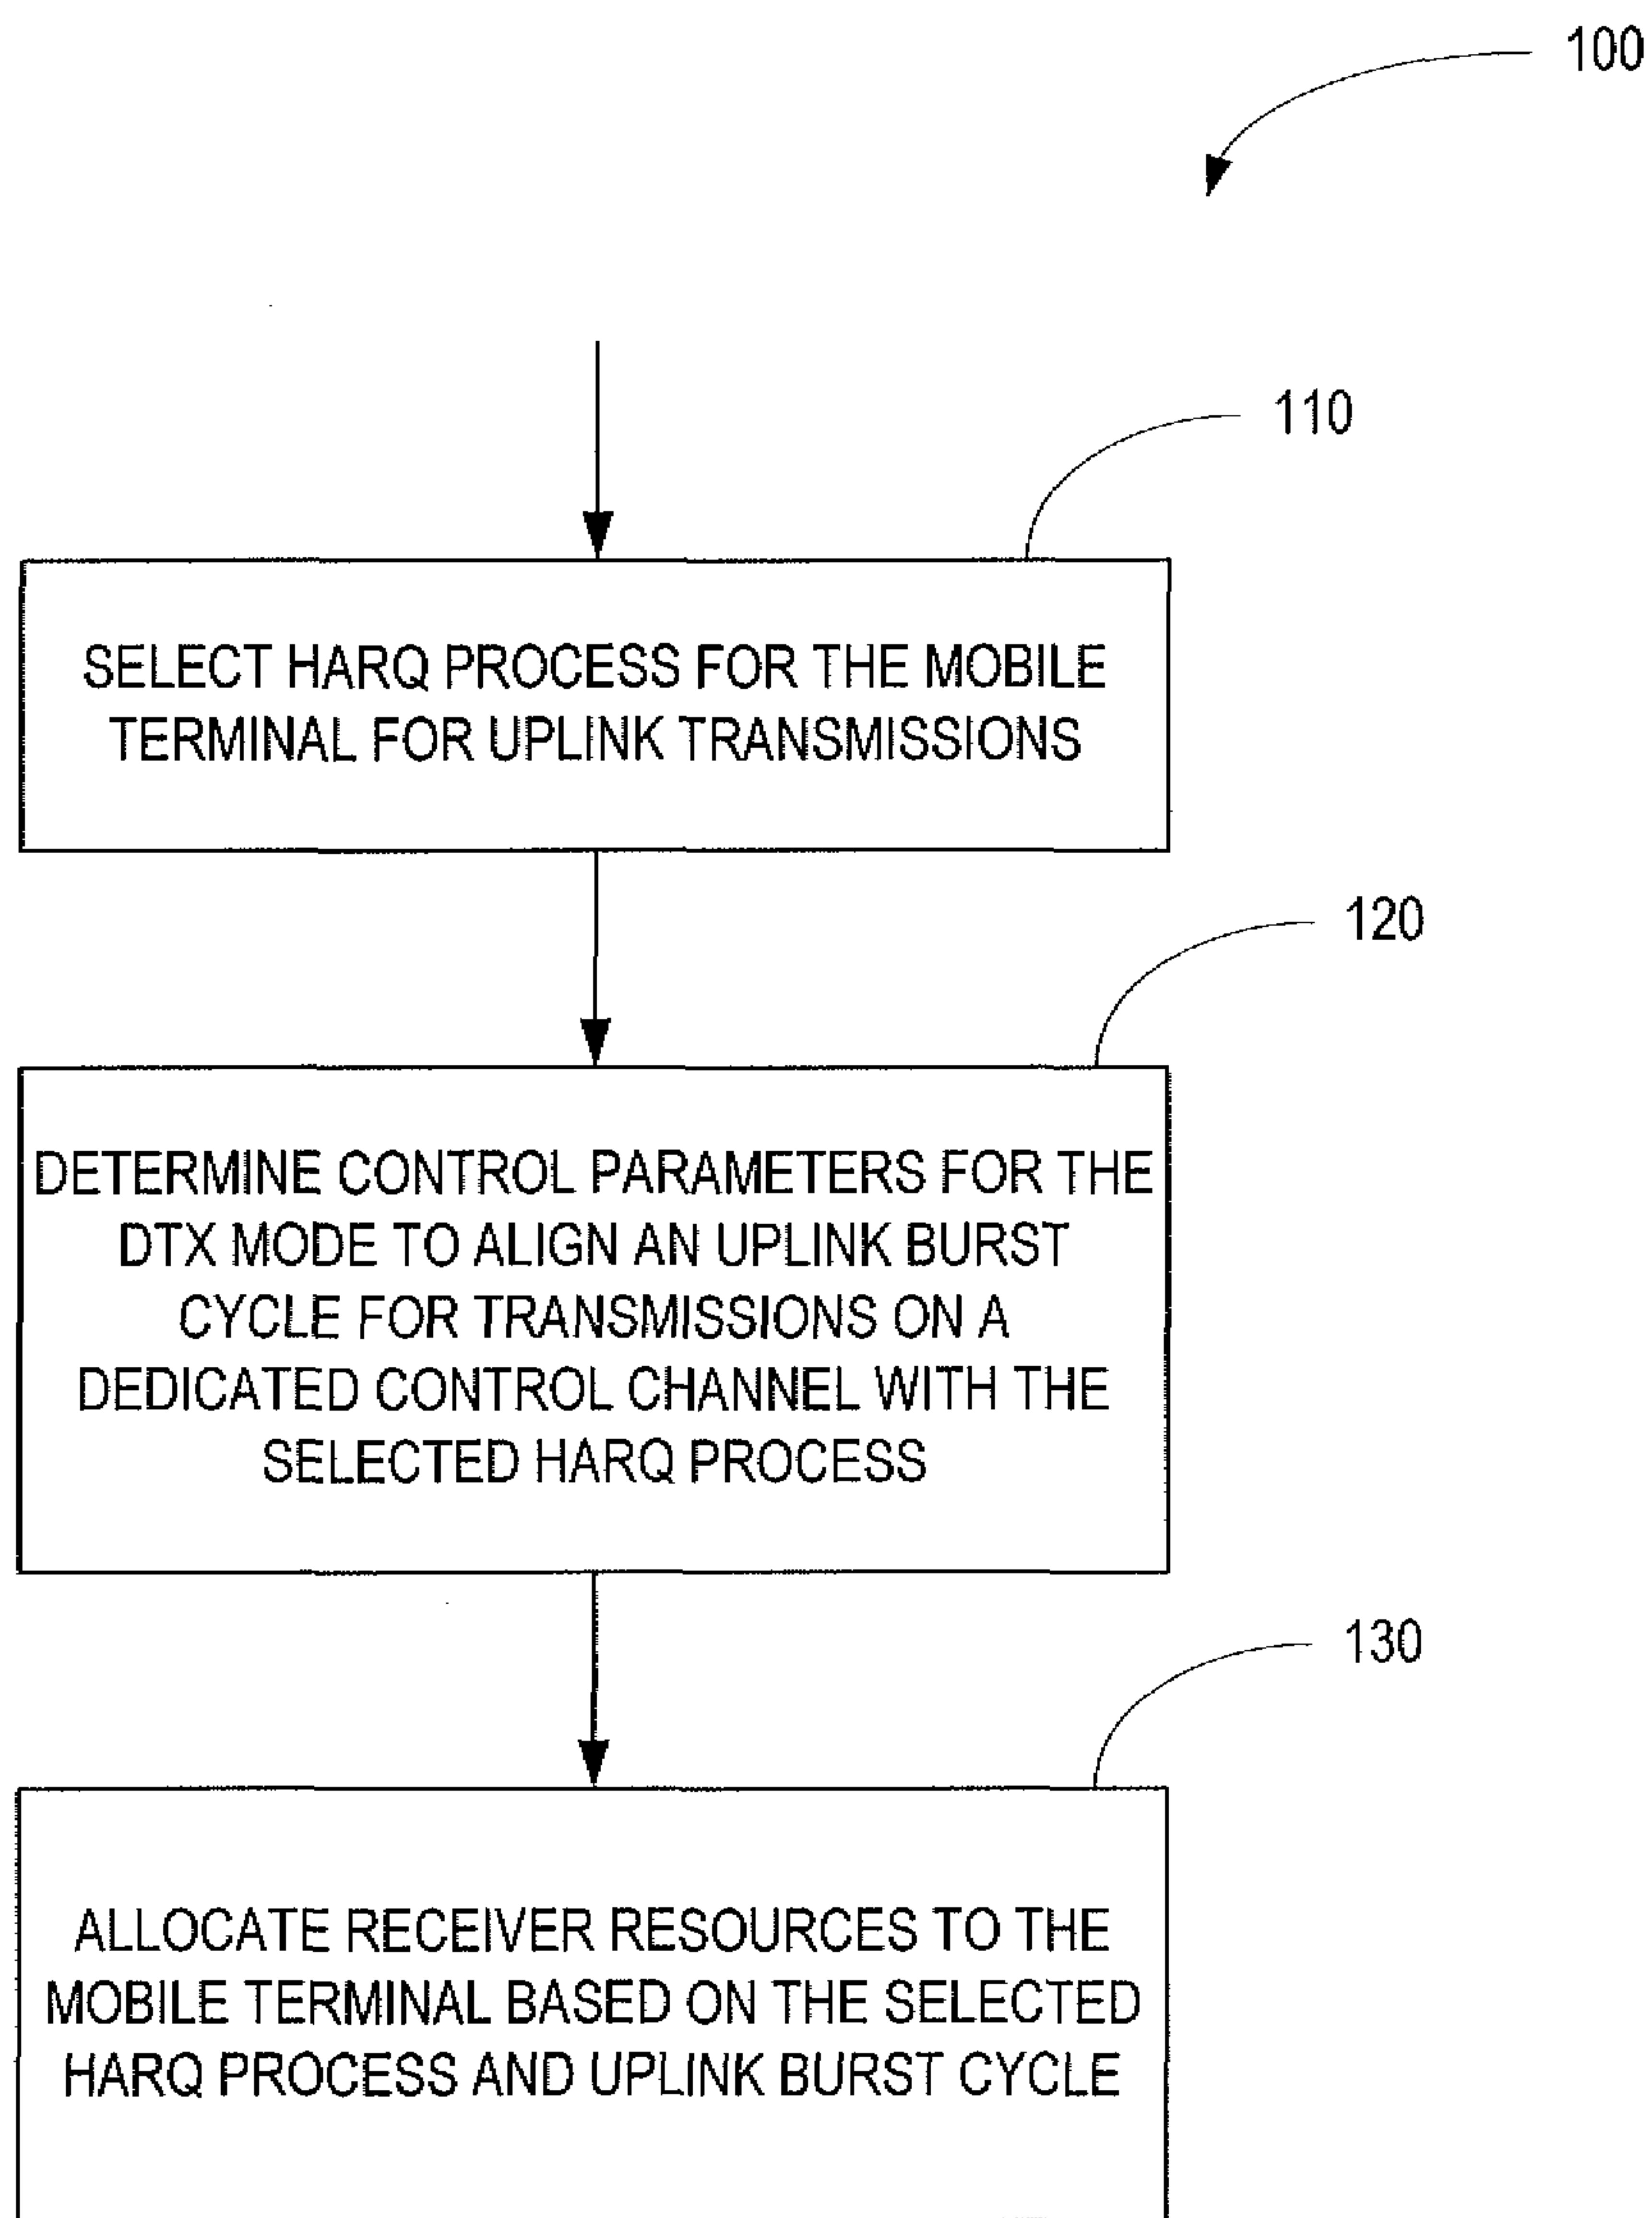 100
110
SELECT HARQ PROCESS FOR THE MOBILE
TERMINAL FOR UPLINK TRANSMISSIONS
120
DETERMINE CONTROL PARAMETERS FOR THE
DTX MODE TO ALIGN AN UPLINK BURST
CYCLE FOR TRANSMISSIONS ON A
DEDICATED CONTROL CHANNEL WITH THE
SELECTED HARQ PROCESS
130
ALLOCATE RECEIVER RESOURCES TO THE
MOBILE TERMINAL BASED ON THE SELECTED
HARQ PROCESS AND UPLINK BURST CYCLE